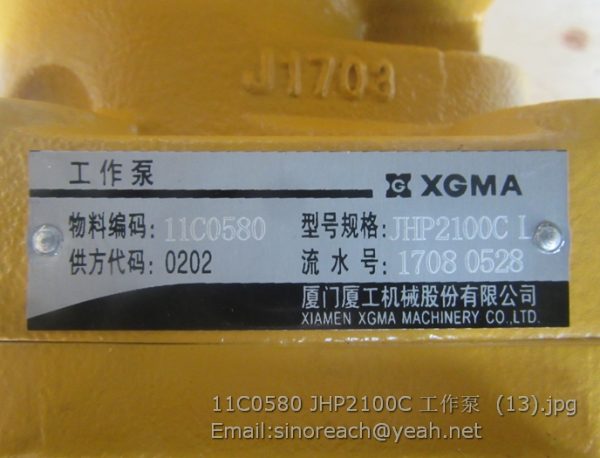 J1703
工作泵
XGMA
物料编码: 11C0580
型号规格: JHP2100C L
供方代码: 0202
流水号: 1708 0528
厦门厦工机械股份有限公司
XIAMEN XGMA MACHINERY CO.,LTD.
11C0580 JHP2100C 工作泵 (13).jpg
Email:sinoreach@yeah.net